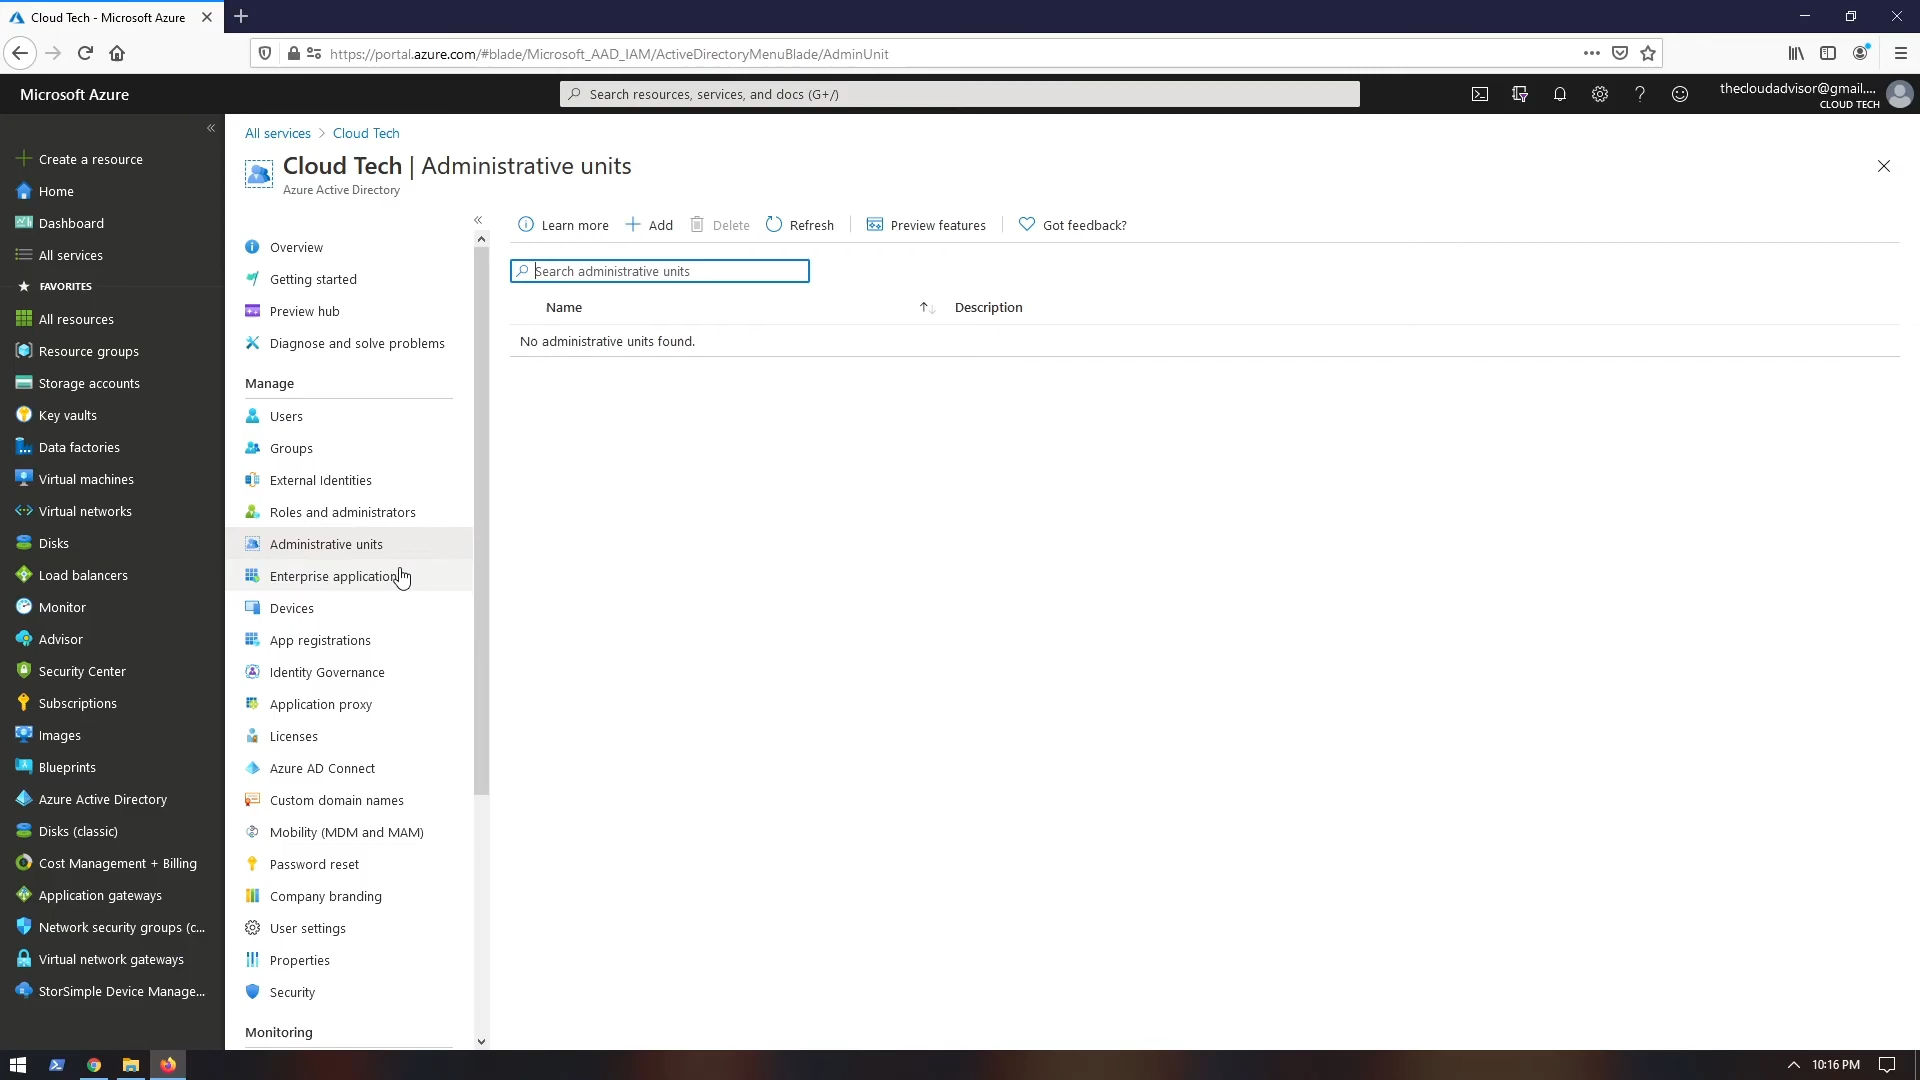 Cloud Tech - Microsoft Azure
https://portal.azure.com/#blade/Microsoft_AAD_IAM/ActiveDirectoryMenuBlade/AdminUnit
Microsoft Azure
Search resources, services, and docs (G+/)
thecloudadvisor@gmail....
CLOUD TECH
Create a resource
Home
Dashboard
All services
FAVORITES
All resources
Resource groups
Storage accounts
Key vaults
Data factories
Virtual machines
Virtual networks
Disks
Load balancers
Monitor
Advisor
Security Center
Subscriptions
Images
Blueprints
Azure Active Directory
Disks (classic)
Cost Management + Billing
Application gateways
Network security groups (c...
Virtual network gateways
StorSimple Device Manage...
All services > Cloud Tech
Cloud Tech | Administrative units
Azure Active Directory
Overview
Getting started
Preview hub
Diagnose and solve problems
Manage
Users
Groups
External Identities
Roles and administrators
Administrative units
Enterprise application
Devices
App registrations
Identity Governance
Application proxy
Licenses
Azure AD Connect
Custom domain names
Mobility (MDM and MAM)
Password reset
Company branding
User settings
Properties
Security
Monitoring
Learn more Add Delete Refresh Preview features Got feedback?
Search administrative units
Name Description
No administrative units found.
10:16 PM